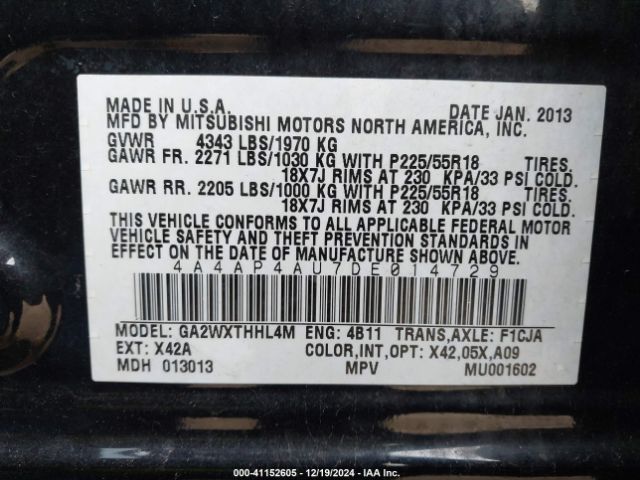 MADE IN U.S.A. DATE JAN. 2013
MFD BY MITSUBISHI MOTORS NORTH AMERICA, INC.
GVWR 4343 LBS/1970 KG
GAWR FR. 2271 LBS/1030 KG WITH P225/55R18 TIRES.
18X7J RIMS AT 230 KPA/33 PSI COLD.
GAWR RR. 2205 LBS/1000 KG WITH P225/55R18 TIRES.
18X7J RIMS AT 230 KPA/33 PSI COLD.
THIS VEHICLE CONFORMS TO ALL APPLICABLE FEDERAL MOTOR
VEHICLE SAFETY AND THEFT PREVENTION STANDARDS IN
EFFECT ON THE DATE OF MANUFACTURE SHOWN ABOVE.
4A4AP4AU7DE014729
MODEL: GA2WXTHHL4M ENG: 4B11 TRANS,AXLE: F1CJA
EXT: X42A COLOR,INT,OPT: X42,05X,A09
MDH 013013 MPV MU001602
000-41152605 - 12/19/2024 - IAA Inc.